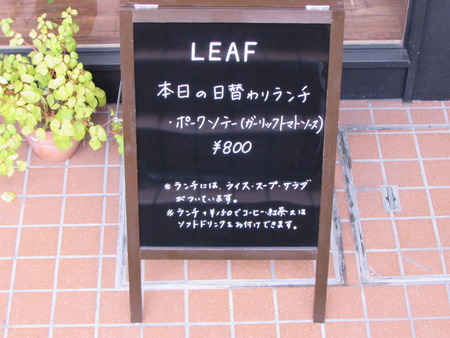 LEAF
本日の日替わりランチ
・ポークソテー(ガーリックトマトソース)
¥800
※ランチには、ライス・スープ・サラダ
がついています。
※ランチ+¥150でコーヒー・紅茶又は
ソフトドリンクをお付けできます。